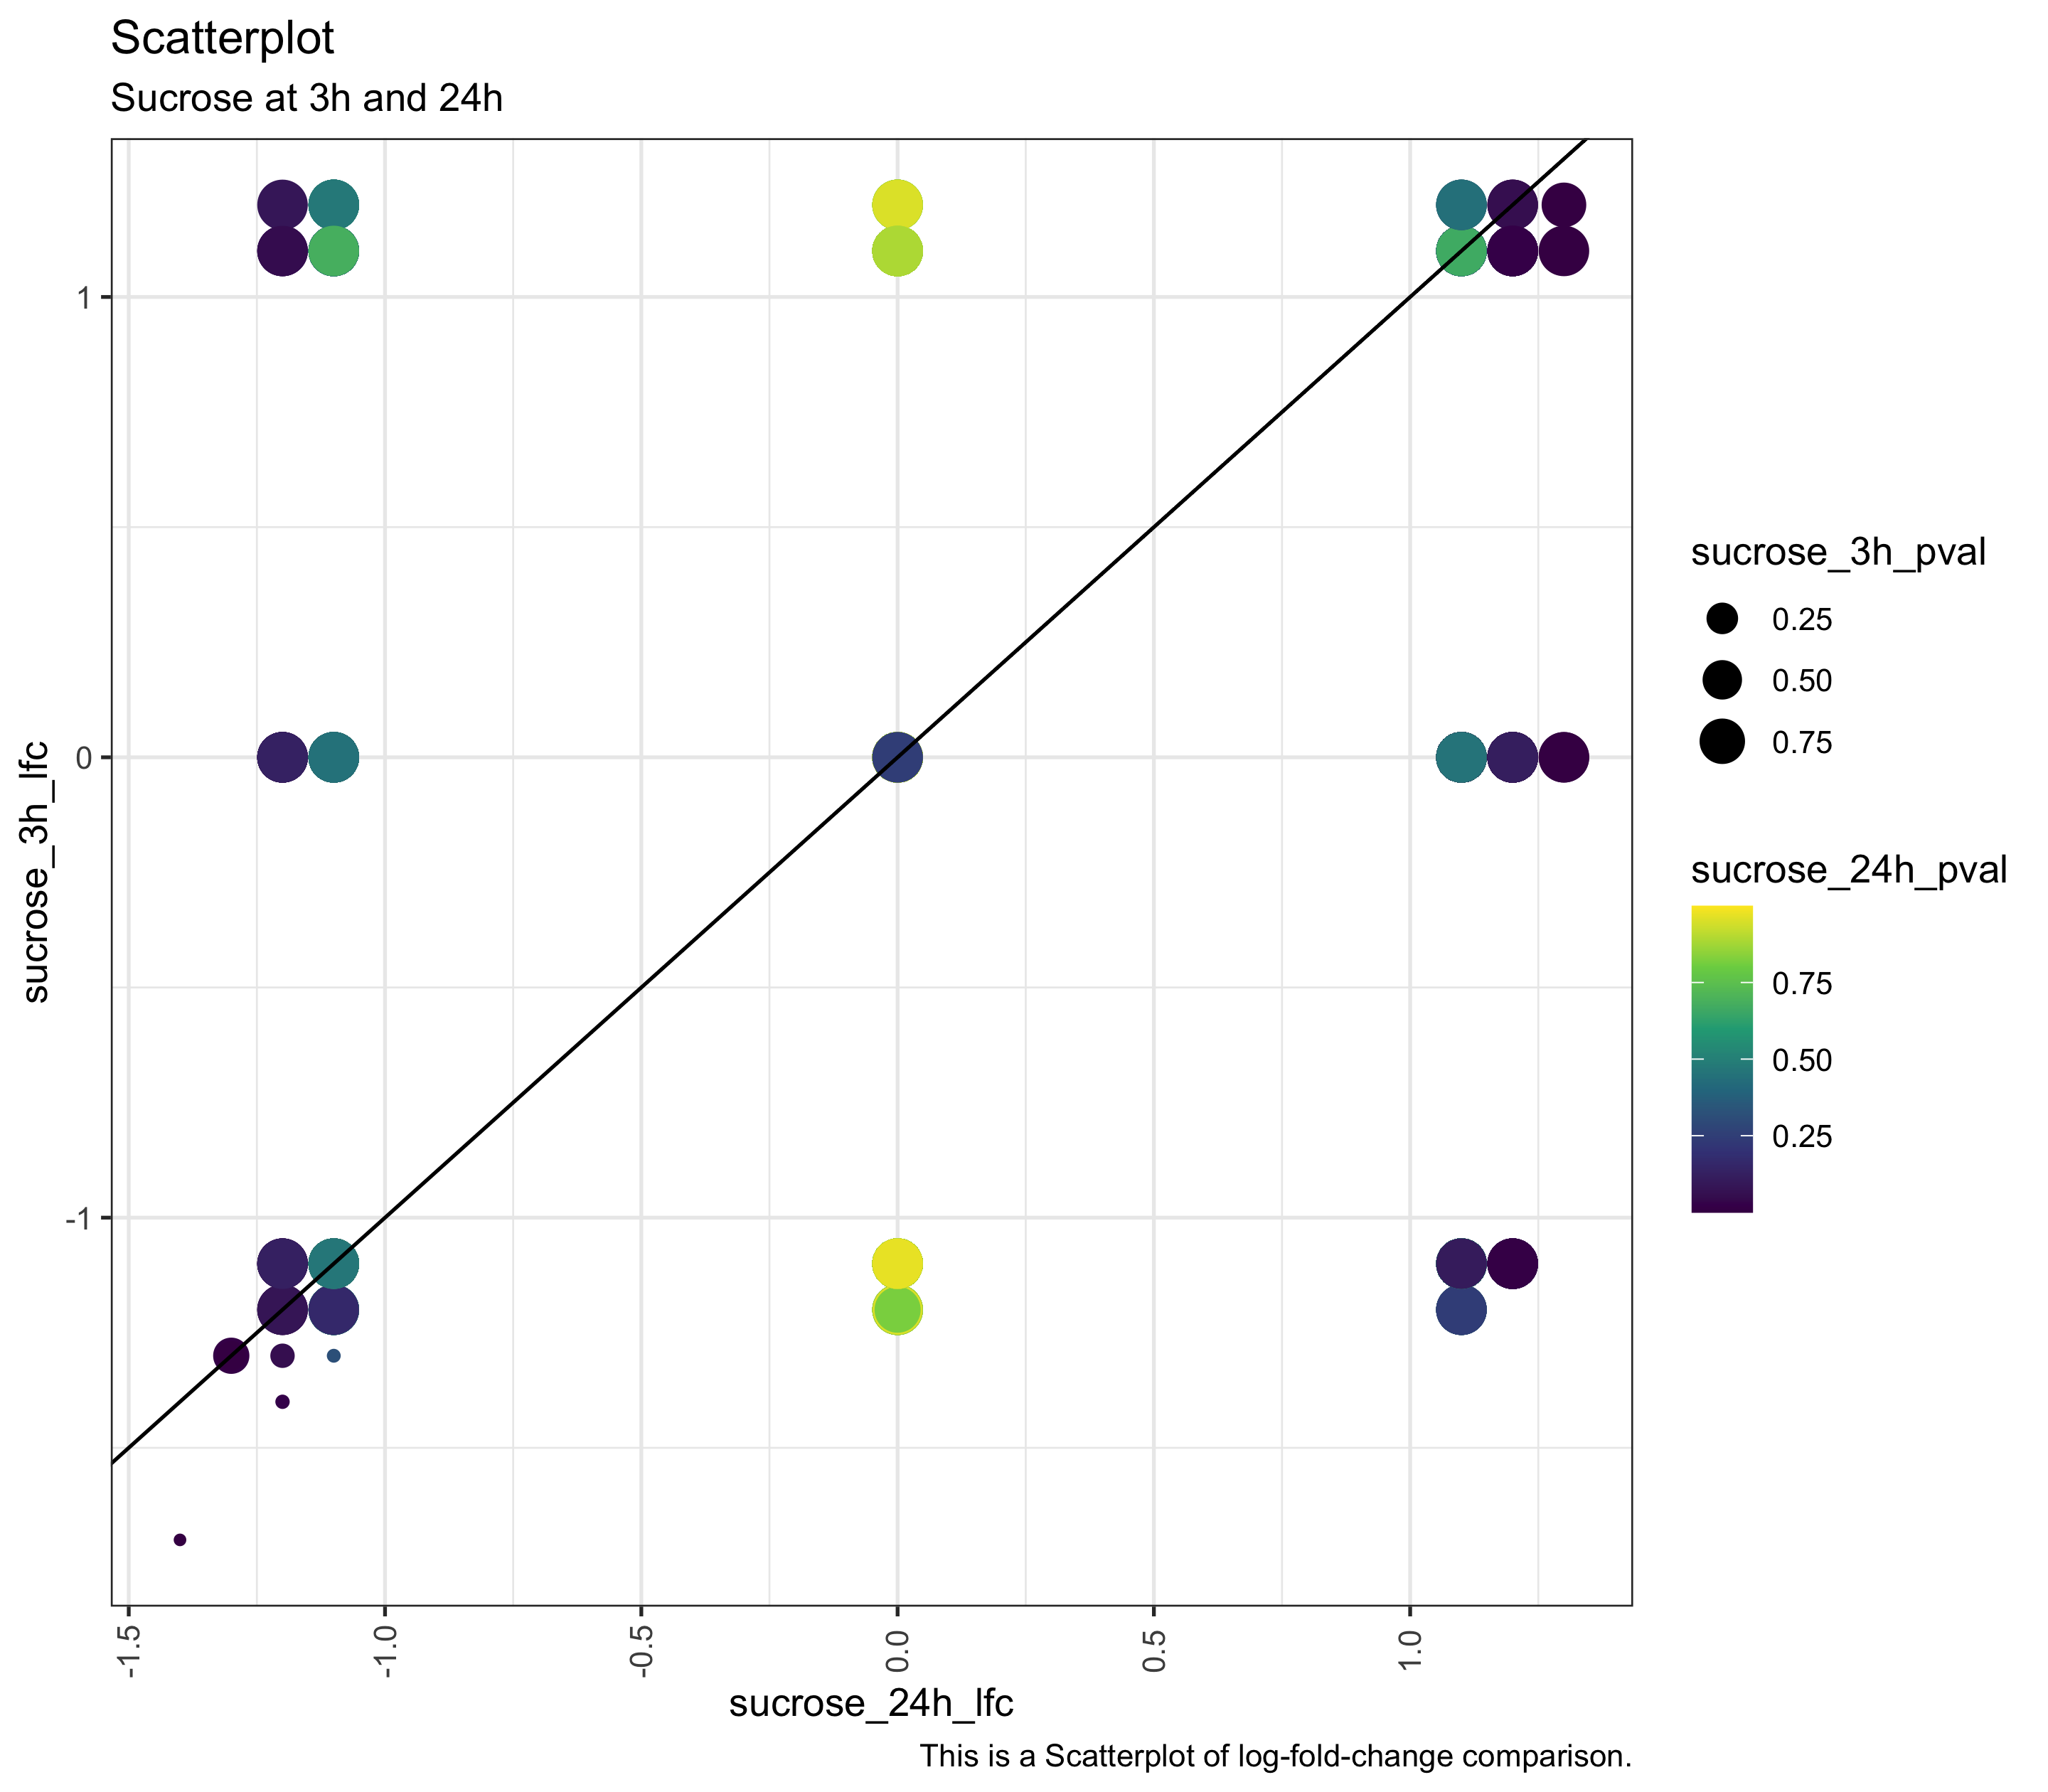 Scatterplot
Sucrose at 3h and 24h
sucrose_3h_lfc
1
0
-1
-1.5
-1.0
-0.5
0.0
0.5
1.0
sucrose_24h_lfc
This is a Scatterplot of log-fold-change comparison.
sucrose_3h_pval
0.25
0.50
0.75
sucrose_24h_pval
0.75
0.50
0.25